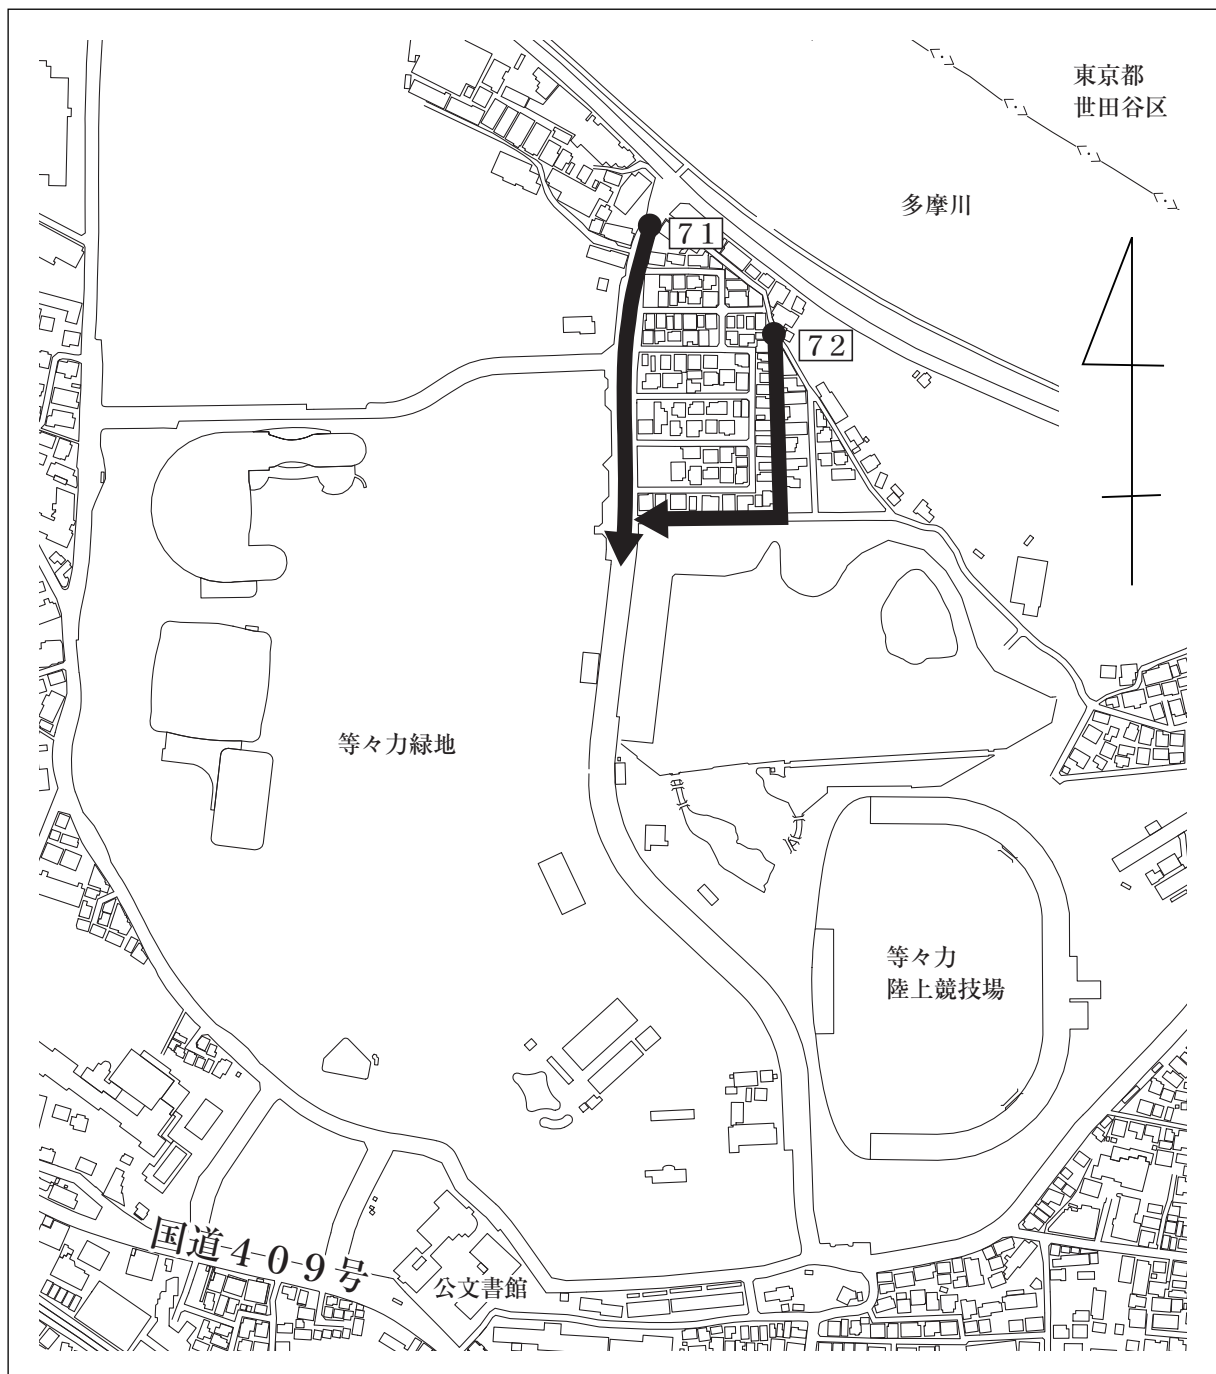 東京都
世田谷区
多摩川
７１
７２
等々力緑地
等々力
陸上競技場
国道４０９号
公文書館